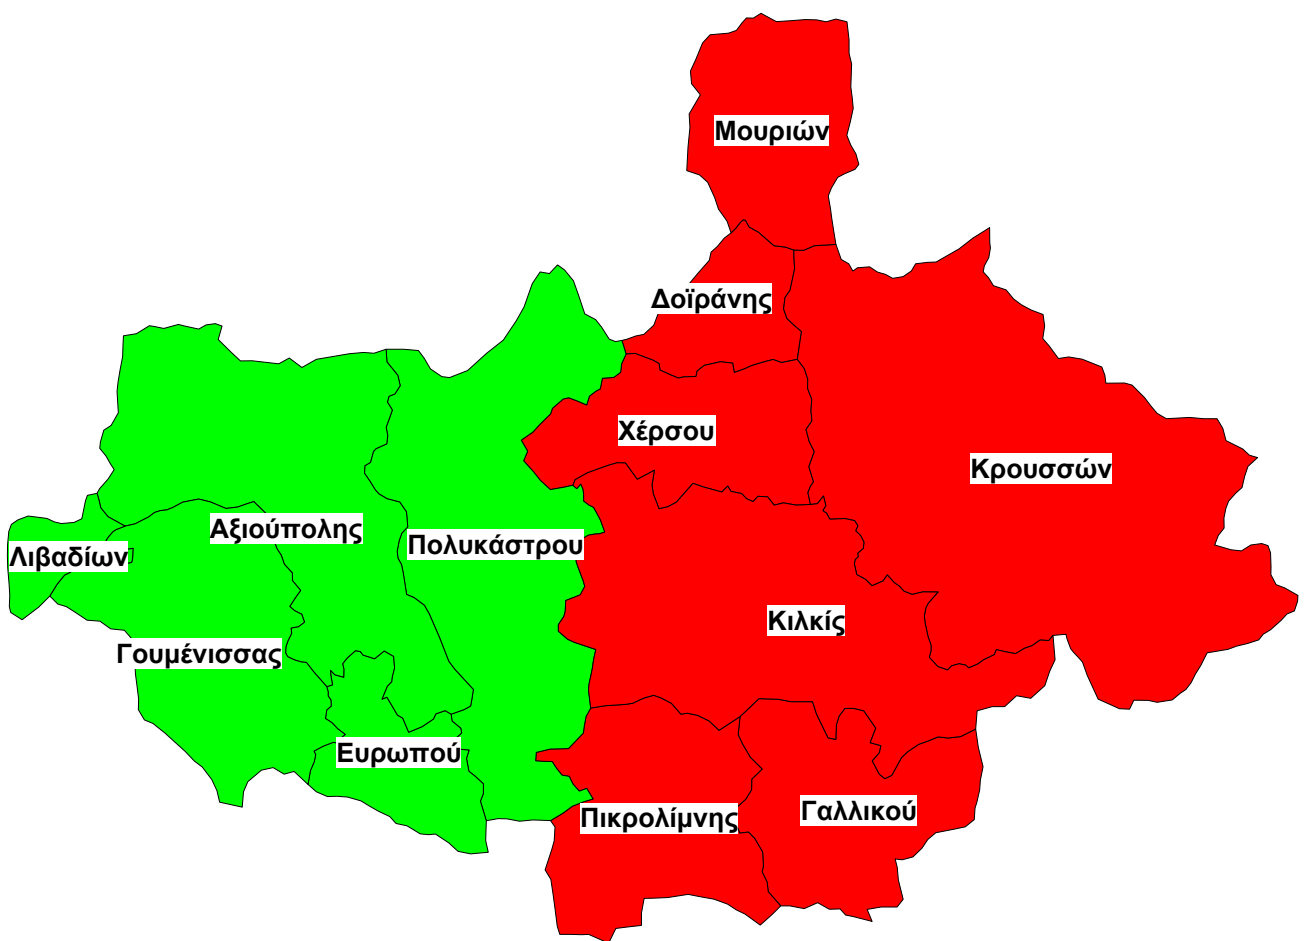 Μουριών
Δοϊράνης
Χέρσου
Κρουσσών
Αξιούπολης
Πολυκάστρου
Λιβαδίων
Κιλκίς
Γουμένισσας
Ευρωπού
Πικρολίμνης
Γαλλικού